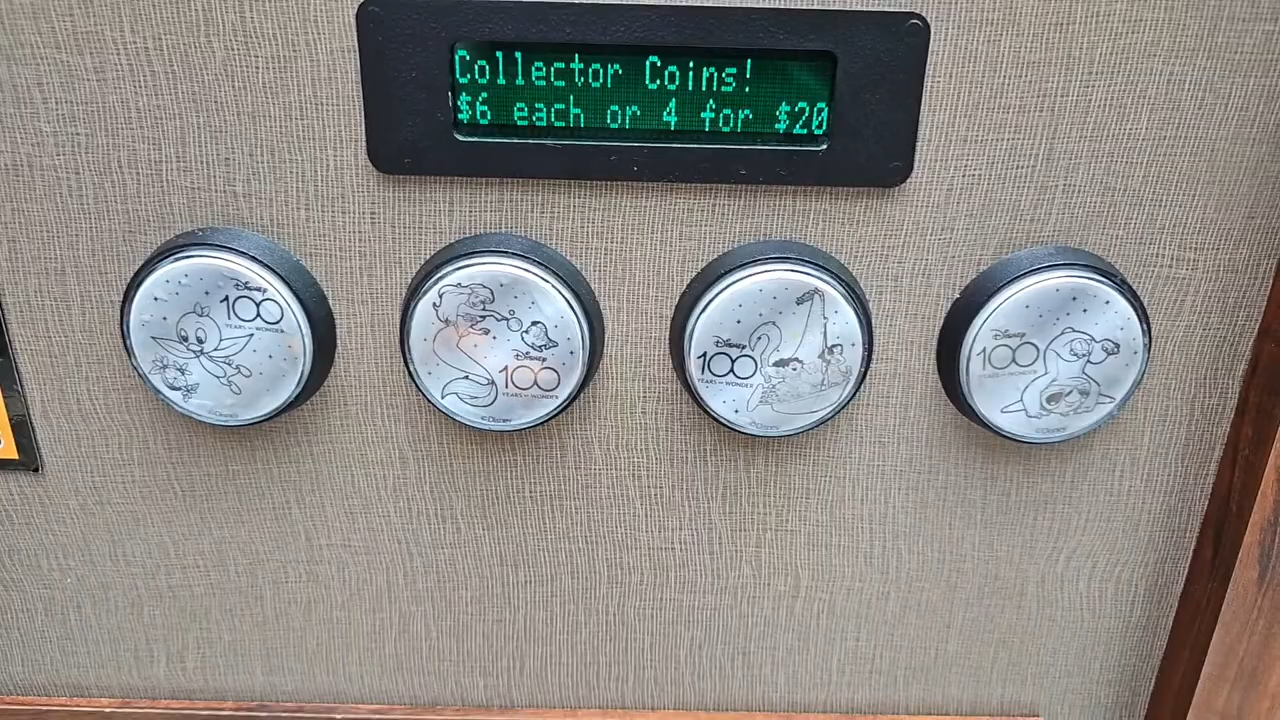 Collector Coins!
$6 each or 4 for $20
Disney
100
YEARS OF WONDER
©Disney
Disney
100
YEARS OF WONDER
©Disney
Disney
100
YEARS OF WONDER
©Disney
Disney
100
YEARS OF WONDER
©Disney